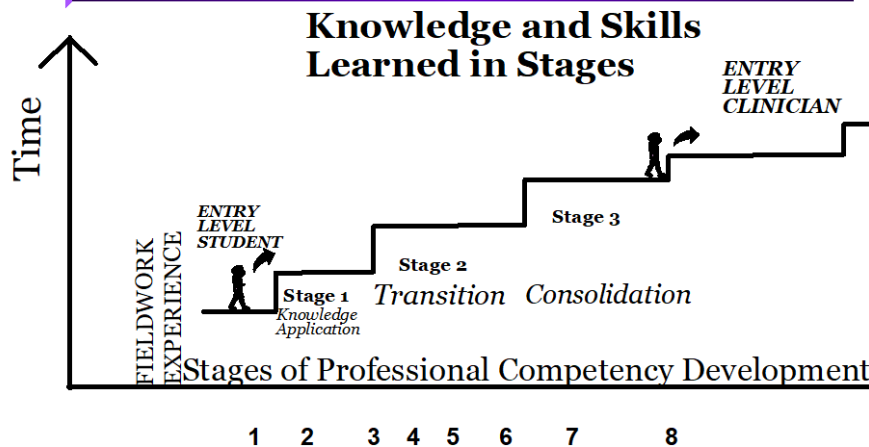 Knowledge and Skills
Learned in Stages
Time
ENTRY
LEVEL
CLINICIAN
ENTRY
LEVEL
STUDENT
FIELDWORK
EXPERIENCE
Stage 1
Knowledge
Application
Stage 2
Transition
Stage 3
Consolidation
Stages of Professional Competency Development
1 2 3 4 5 6 7 8